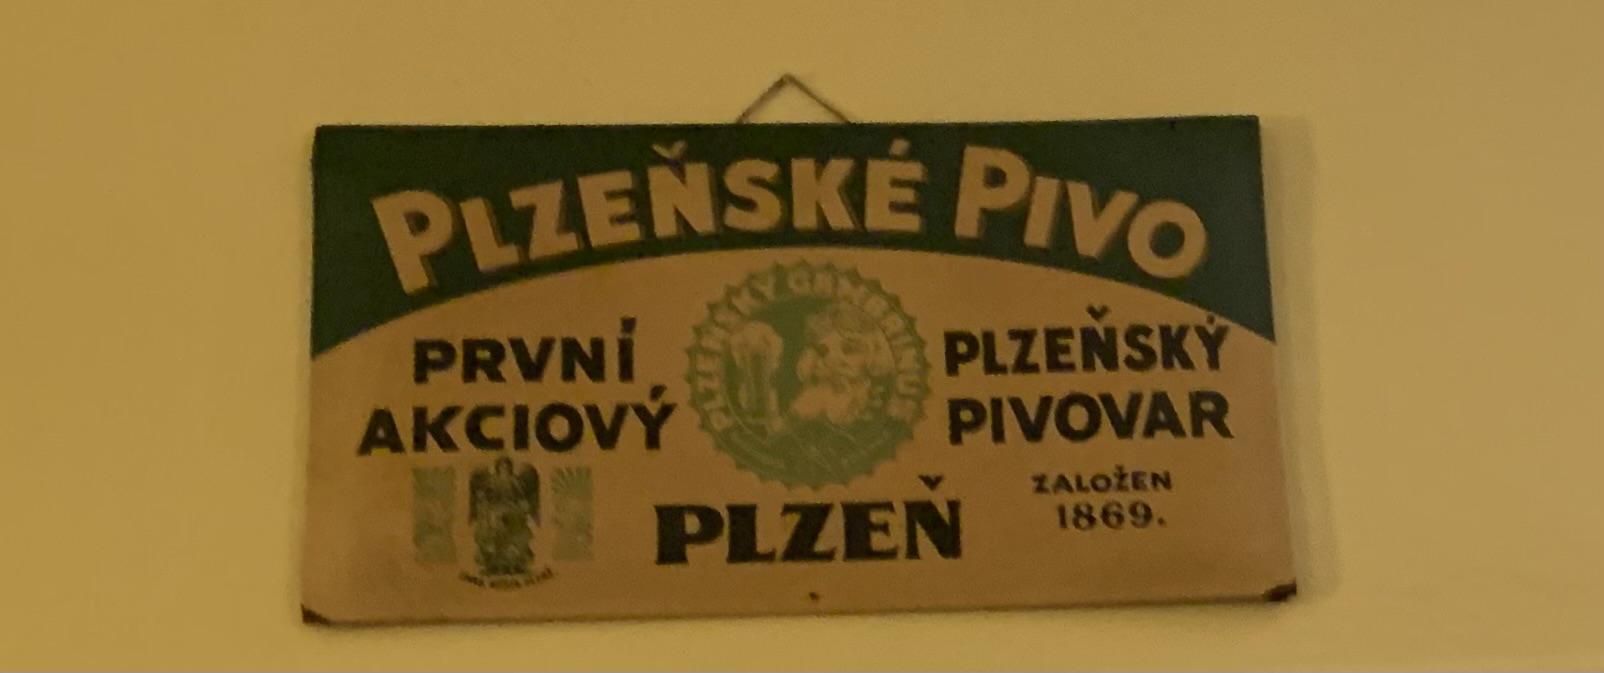 PLZEŇSKÉ PIVO
PLZEŇSKÝ GAMBRINUS
PRVNÍ
AKCIOVÝ
PLZEŇSKÝ
PIVOVAR
PLZEŇ
ZALOŽEN
1869.